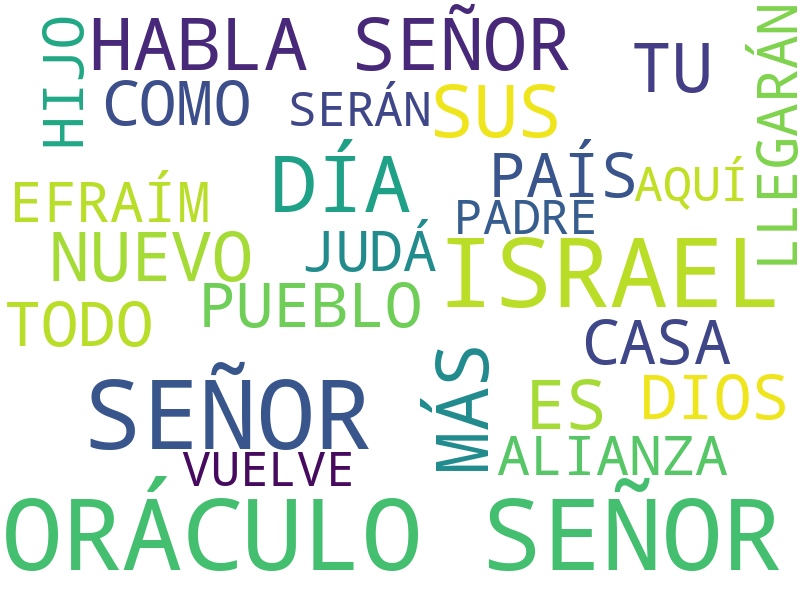 HIJO
HABLA SEÑOR
TU
LLEGARÁN
COMO
SERÁN
SUS
DÍA
PAÍS
AQUÍ
EFRAÍM
PADRE
NUEVO
JUDÁ
ISRAEL
TODO
PUEBLO
CASA
SEÑOR
MÁS
ES
DIOS
VUELVE
ALIANZA
ORÁCULO SEÑOR